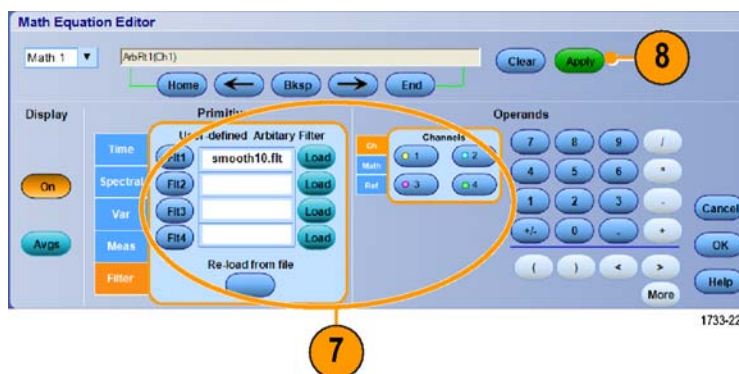 Math Equation Editor
Math 1
ArbFlt1(Ch1)
Clear
Apply
8
Home
Bksp
End
Display
On
Avgs
Time
Spectral
Var
Meas
Filter
User-defined Arbitary Filter
Flt1
smooth10.flt
Load
Flt2
Load
Flt3
Load
Flt4
Load
Re-load from file
Ch
Math
Ref
Channels
1
2
3
4
Operands
7 8 9 /
4 5 6 *
1 2 3 -
+/- 0 . +
( ) < >
More
Cancel
OK
Help
7
1733-22